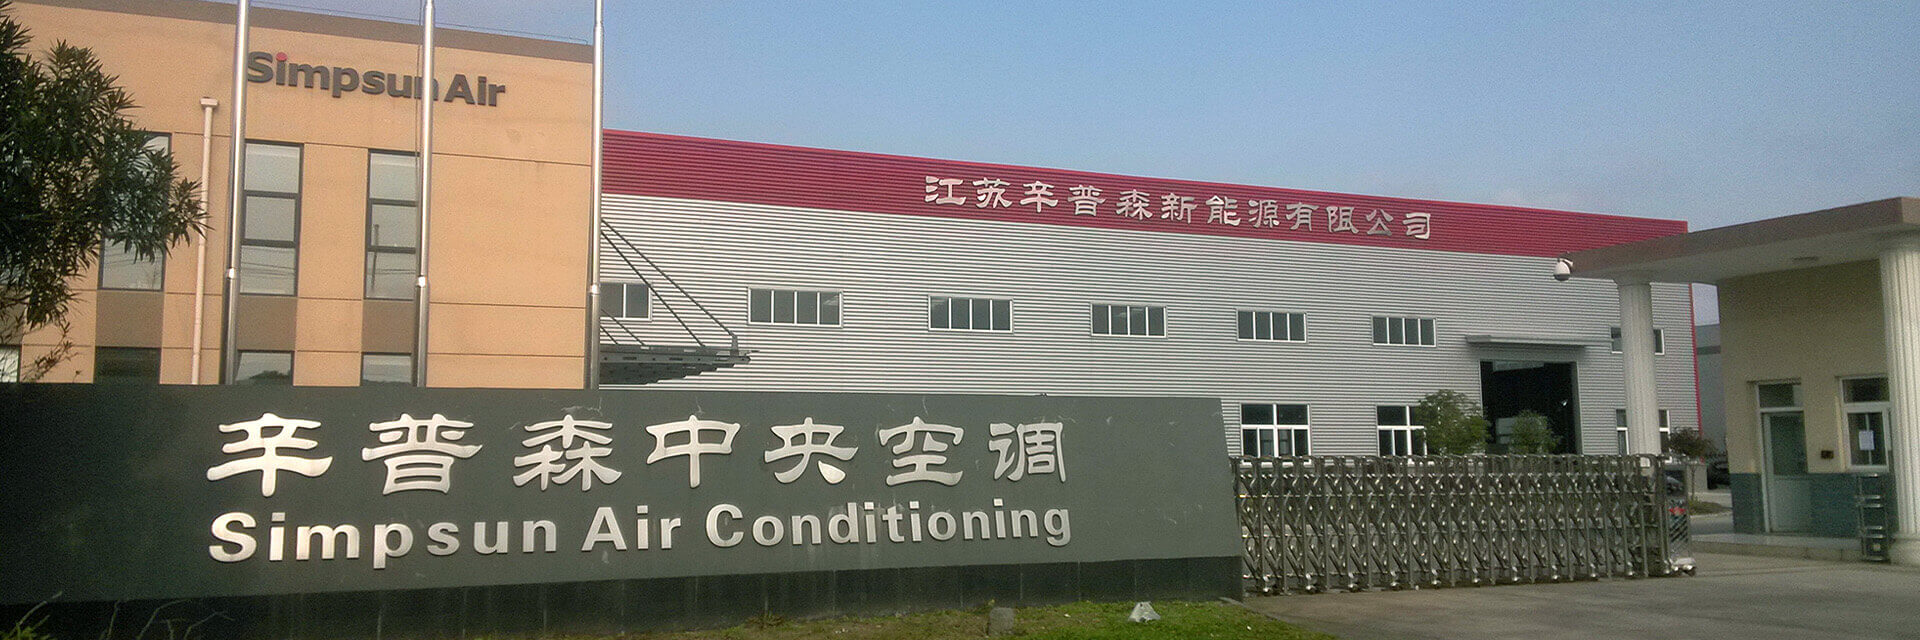 Simpsun Air
江苏辛普森新能源有限公司
辛普森中央空调
Simpsun Air Conditioning